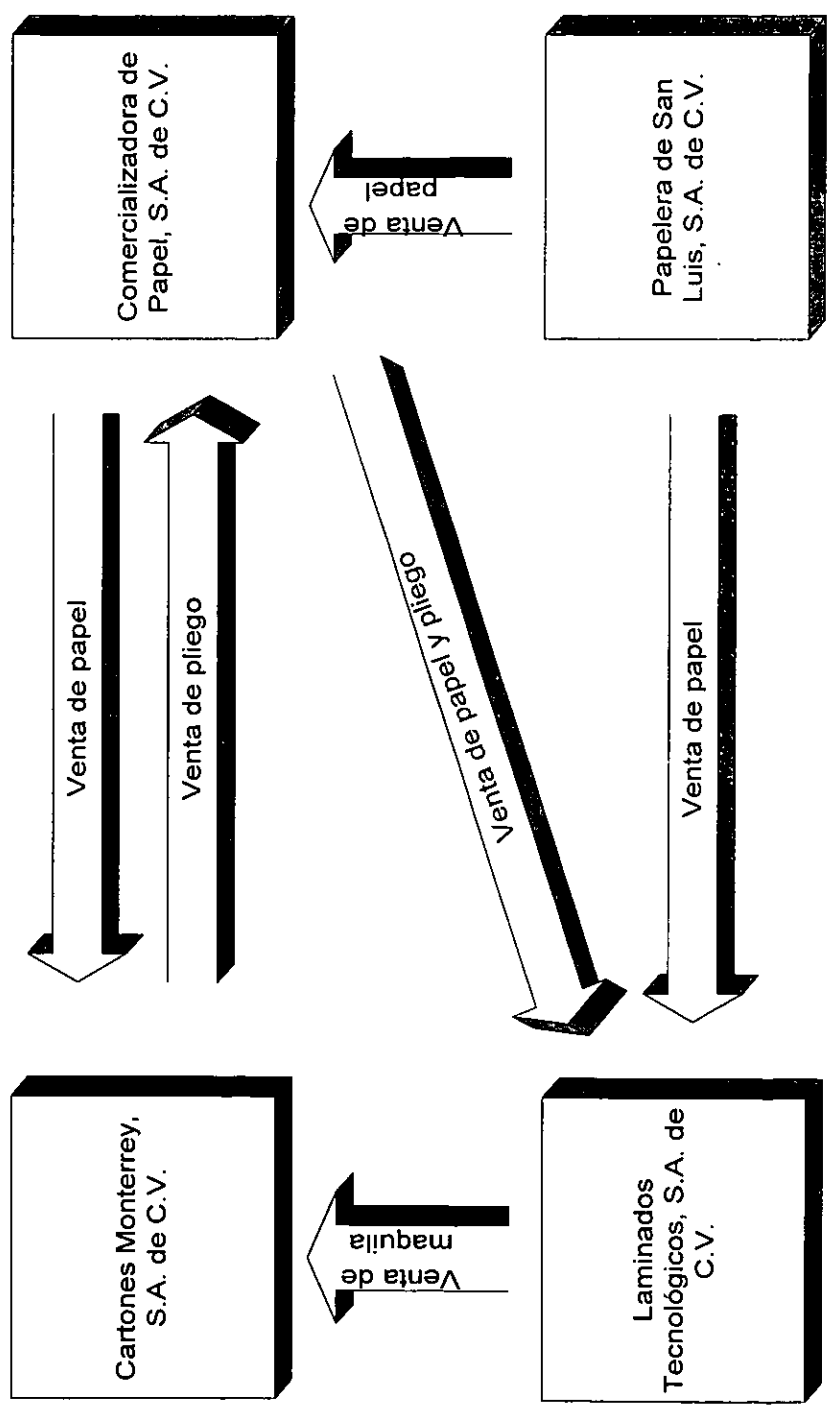 Cartones Monterrey,
S.A. de C.V.
Venta de papel
Venta de pliego
Comercializadora de
Papel, S.A. de C.V.
Venta de
maquila
Venta de papel y pliego
Venta de
papel
Laminados
Tecnológicos, S.A. de
C.V.
Venta de papel
Papelera de San
Luis, S.A. de C.V.